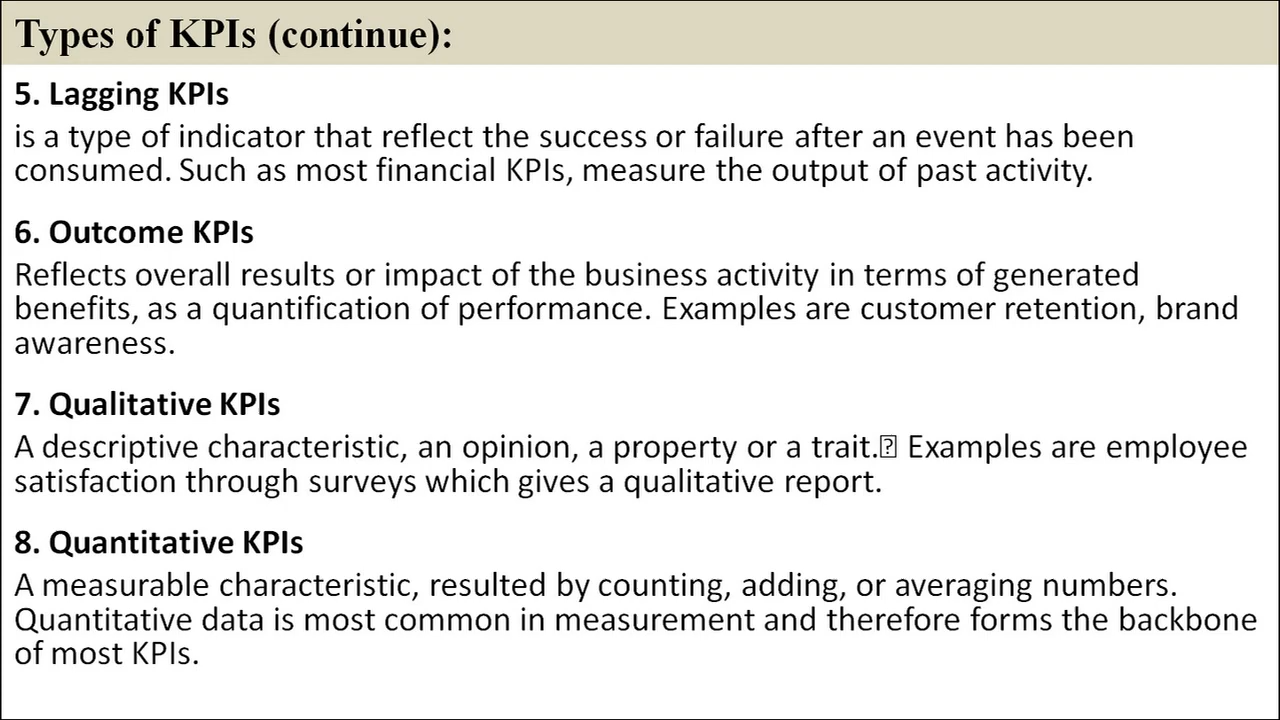 Types of KPIs (continue):
5. Lagging KPIs
is a type of indicator that reflect the success or failure after an event has been
consumed. Such as most financial KPIs, measure the output of past activity.
6. Outcome KPIs
Reflects overall results or impact of the business activity in terms of generated
benefits, as a quantification of performance. Examples are customer retention, brand
awareness.
7. Qualitative KPIs
A descriptive characteristic, an opinion, a property or a trait.⍰ Examples are employee
satisfaction through surveys which gives a qualitative report.
8. Quantitative KPIs
A measurable characteristic, resulted by counting, adding, or averaging numbers.
Quantitative data is most common in measurement and therefore forms the backbone
of most KPIs.